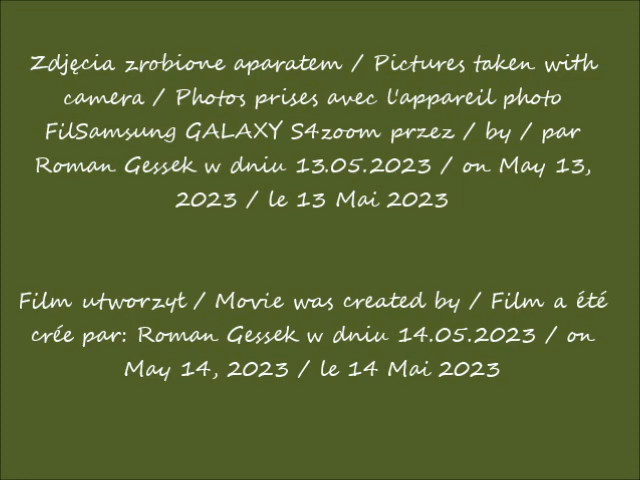 Zdjęcia zrobione aparatem / Pictures taken with
camera / Photos prises avec l'appareil photo
FilSamsung GALAXY S4zoom przez / by / par
Roman Gessek w dniu 13.05.2023 / on May 13,
2023 / le 13 Mai 2023
Film utworzył / Movie was created by / Film a été
crée par: Roman Gessek w dniu 14.05.2023 / on
May 14, 2023 / le 14 Mai 2023